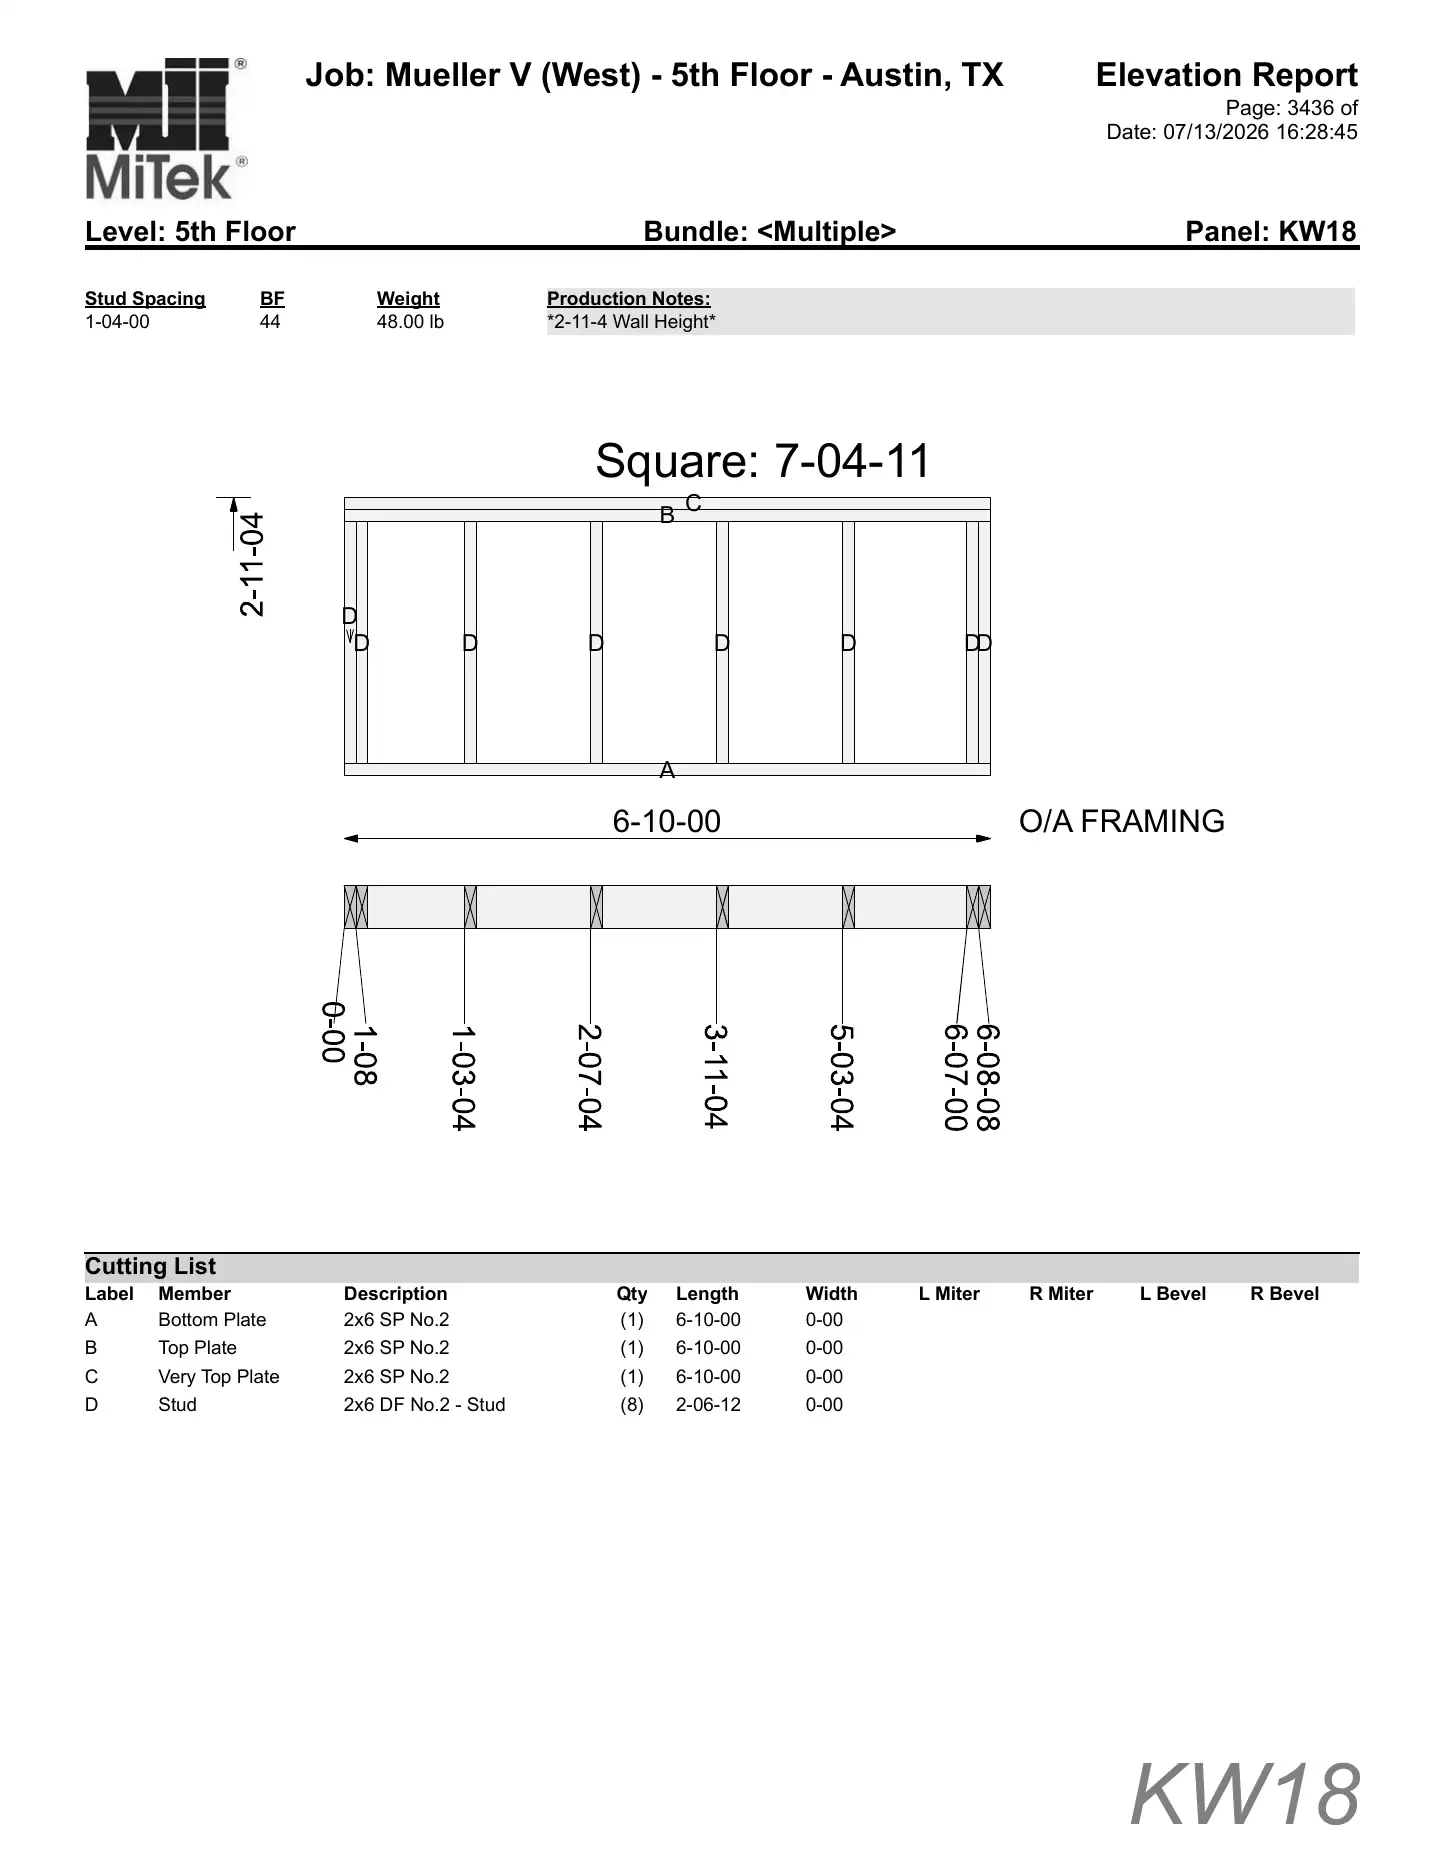 MiTek®
®
Job: Mueller V (West) - 5th Floor - Austin, TX
Elevation Report
Page: 3436 of
Date: 07/13/2026 16:28:45
Level: 5th Floor Bundle: <Multiple> Panel: KW18
Stud Spacing BF Weight Production Notes:
1-04-00 44 48.00 lb *2-11-4 Wall Height*
Square: 7-04-11
2-11-04
C
B
D
D D D D D D D
A
6-10-00 O/A FRAMING
0-00 1-08 1-03-04 2-07-04 3-11-04 5-03-04 6-07-00 6-08-08
Cutting List
Label Member Description Qty Length Width L Miter R Miter L Bevel R Bevel
A Bottom Plate 2x6 SP No.2 (1) 6-10-00 0-00
B Top Plate 2x6 SP No.2 (1) 6-10-00 0-00
C Very Top Plate 2x6 SP No.2 (1) 6-10-00 0-00
D Stud 2x6 DF No.2 - Stud (8) 2-06-12 0-00
KW18